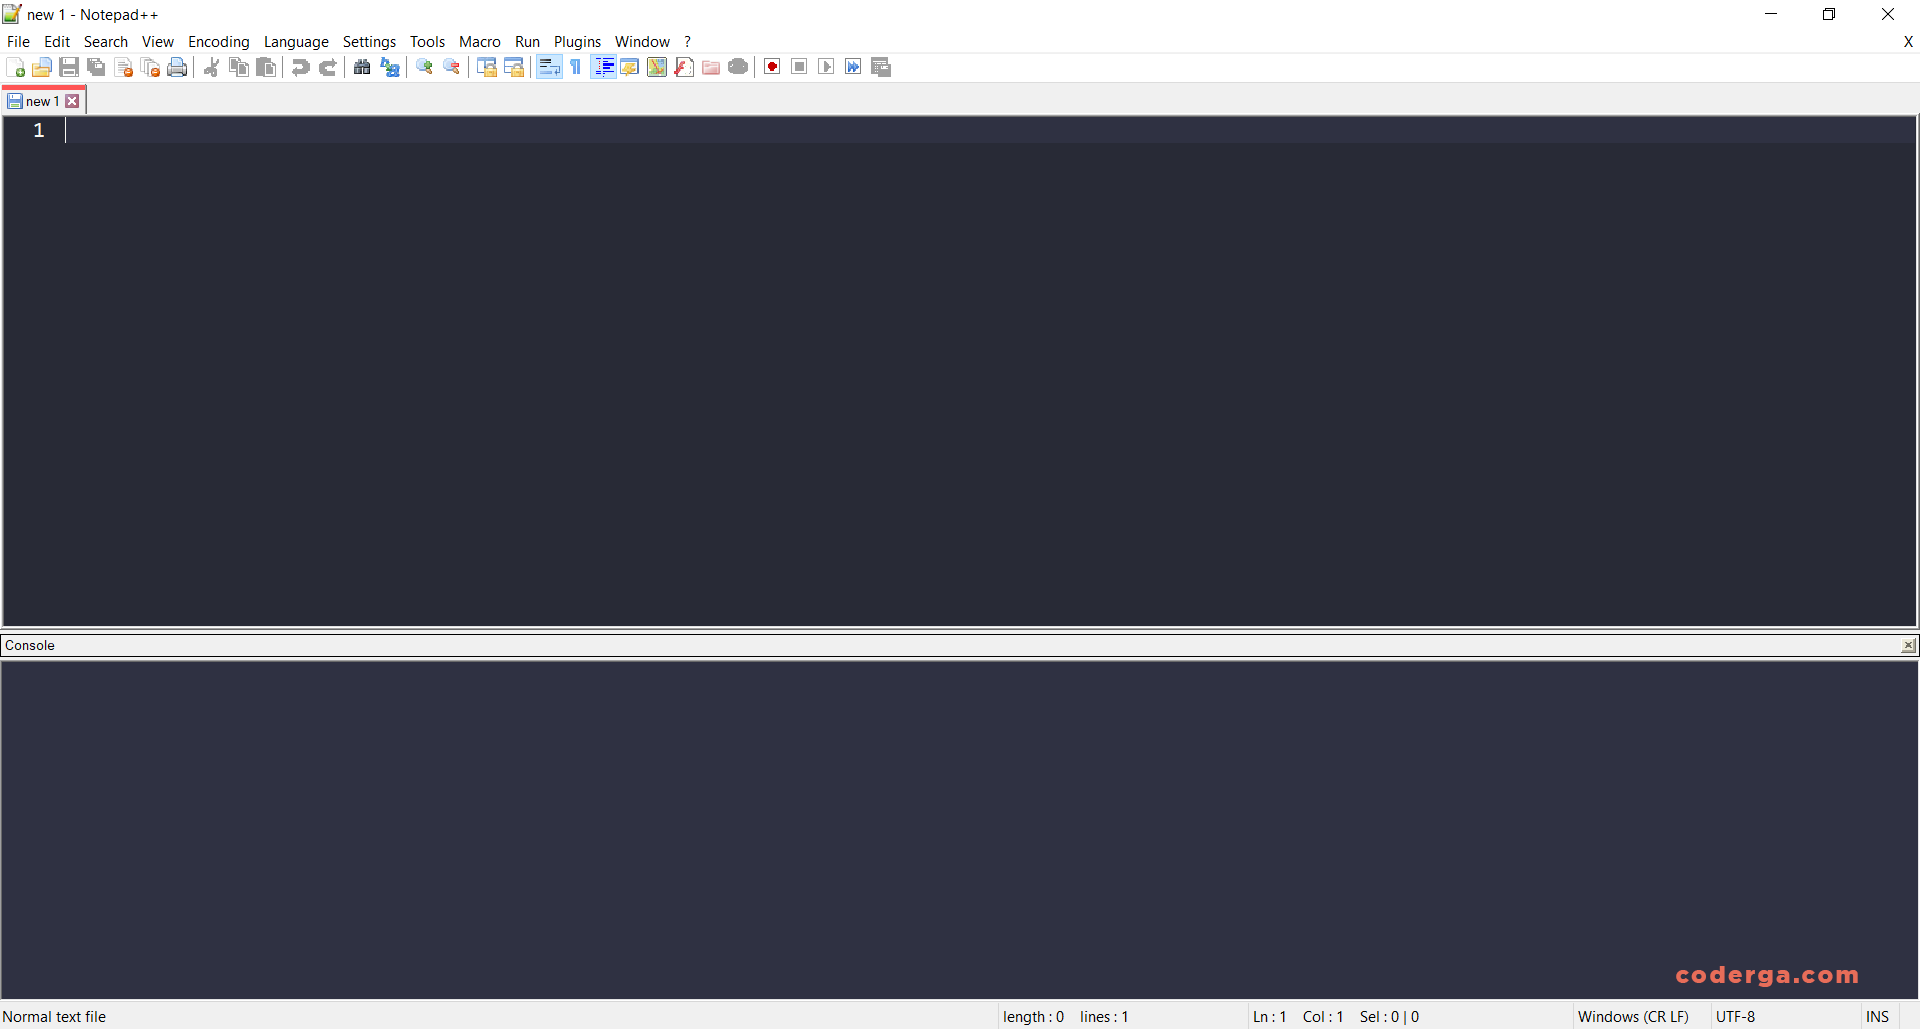 new 1 - Notepad++
File Edit Search View Encoding Language Settings Tools Macro Run Plugins Window ? X
new 1
1
Console
coderga.com
Normal text file length : 0 lines : 1 Ln : 1 Col : 1 Sel : 0 | 0 Windows (CR LF) UTF-8 INS